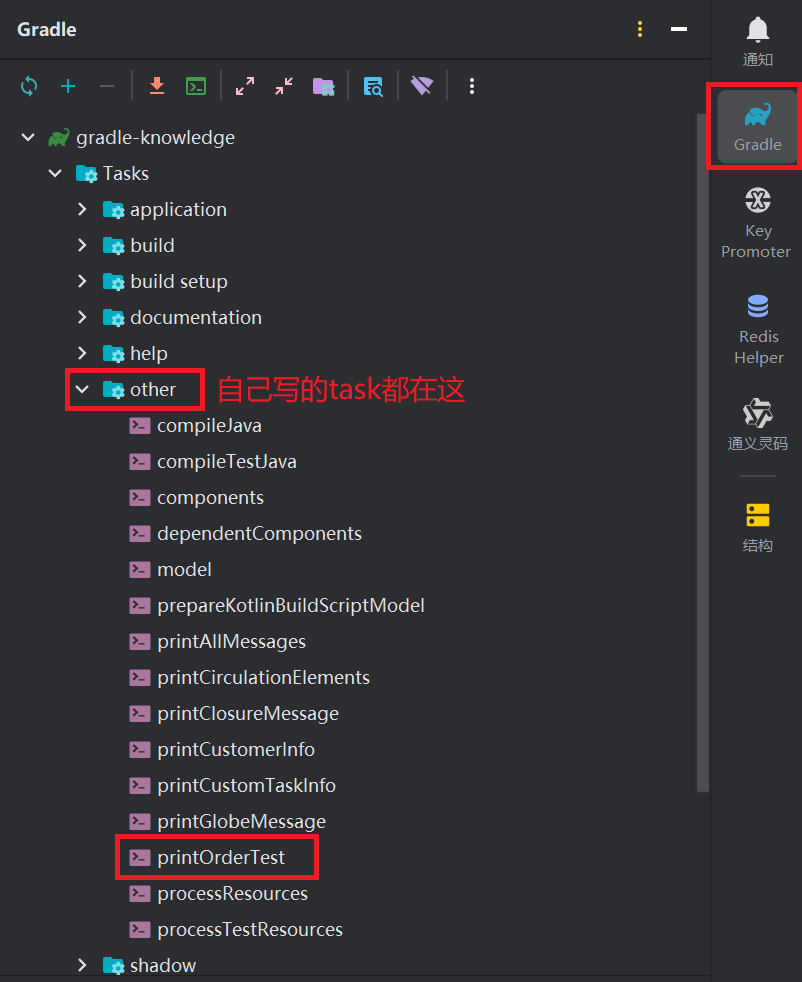 Gradle
gradle-knowledge
Tasks
application
build
build setup
documentation
help
other 自己写的task都在这
compileJava
compileTestJava
components
dependentComponents
model
prepareKotlinBuildScriptModel
printAllMessages
printCirculationElements
printClosureMessage
printCustomerInfo
printCustomTaskInfo
printGlobeMessage
printOrderTest
processResources
processTestResources
shadow
通知
Gradle
Key
Promoter
Redis
Helper
通义灵码
结构